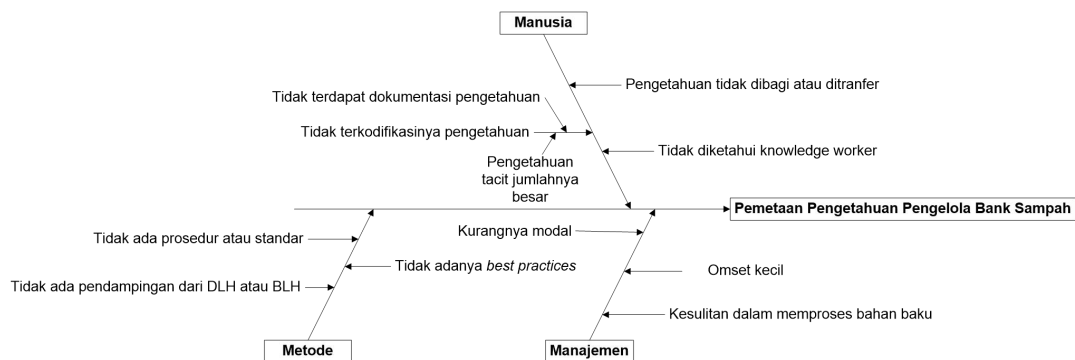 Manusia
Pengetahuan tidak dibagi atau ditranfer
Tidak terdapat dokumentasi pengetahuan
Tidak terkodifikasinya pengetahuan
Tidak diketahui knowledge worker
Pengetahuan
tacit jumlahnya
besar
Pemetaan Pengetahuan Pengelola Bank Sampah
Kurangnya modal
Tidak ada prosedur atau standar
Tidak adanya best practices
Omset kecil
Tidak ada pendampingan dari DLH atau BLH
Kesulitan dalam memproses bahan baku
Metode
Manajemen